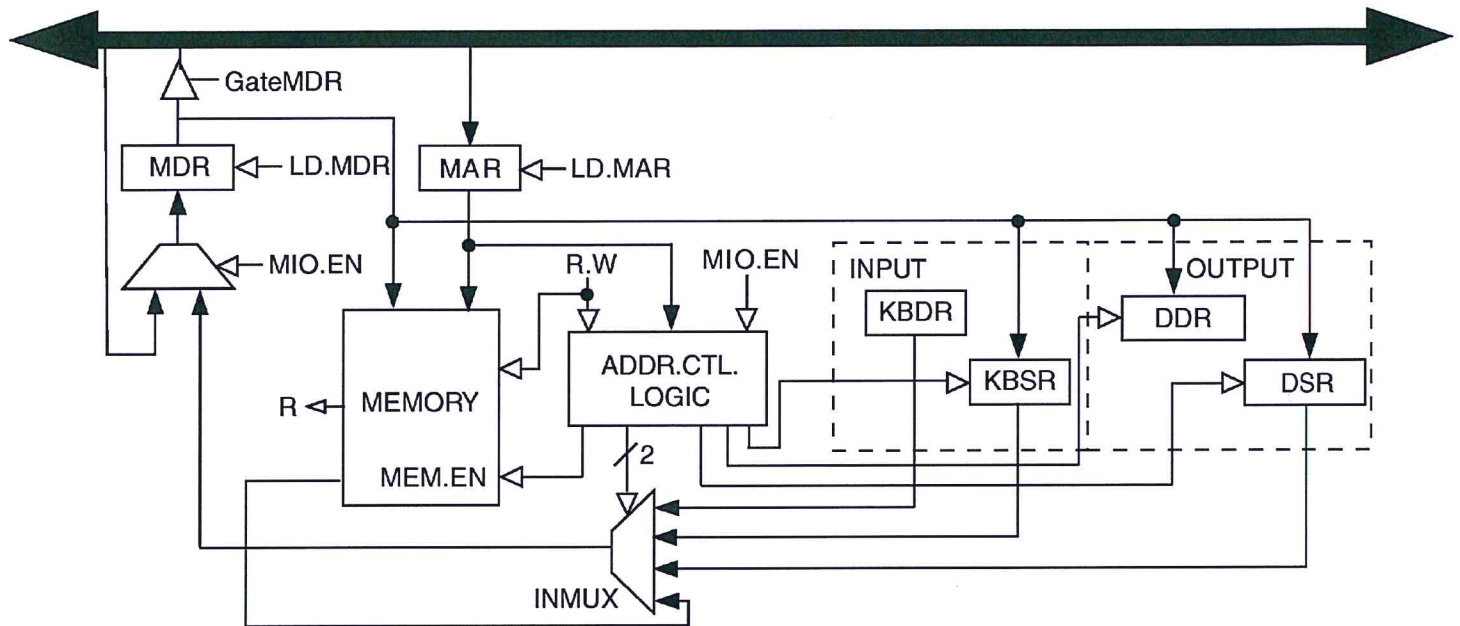 GateMDR
MDR
LD.MDR
MAR
LD.MAR
MIO.EN
R.W
MIO.EN
INPUT
OUTPUT
KBDR
DDR
KBSR
DSR
ADDR.CTL.
LOGIC
MEMORY
R
2
MEM.EN
INMUX